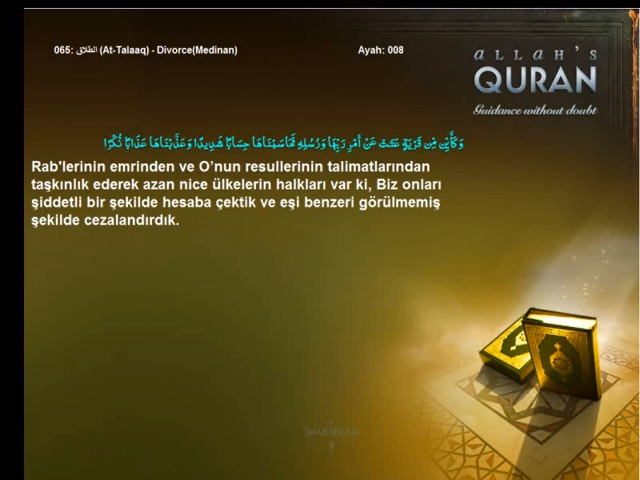 065: الطلاق (At-Talaaq) - Divorce(Medinan)
Ayah: 008
ALLAH'S
QURAN
Guidance without doubt
وَكَأَيِّن مِّن قَرْيَةٍ عَتَتْ عَنْ أَمْرِ رَبِّهَا وَرُسُلِهِ فَحَاسَبْنَاهَا حِسَابًا شَدِيدًا وَعَذَّبْنَاهَا عَذَابًا نُّكْرًا
Rab'lerinin emrinden ve O’nun resullerinin talimatlarından
taşkınlık ederek azan nice ülkelerin halkları var ki, Biz onları
şiddetli bir şekilde hesaba çektik ve eşi benzeri görülmemiş
şekilde cezalandırdık.